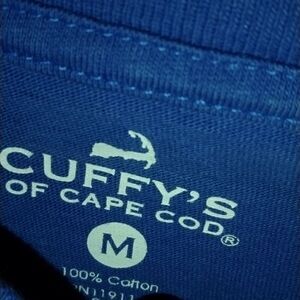 CUFFY'S
OF CAPE COD®
M
100% Cotton